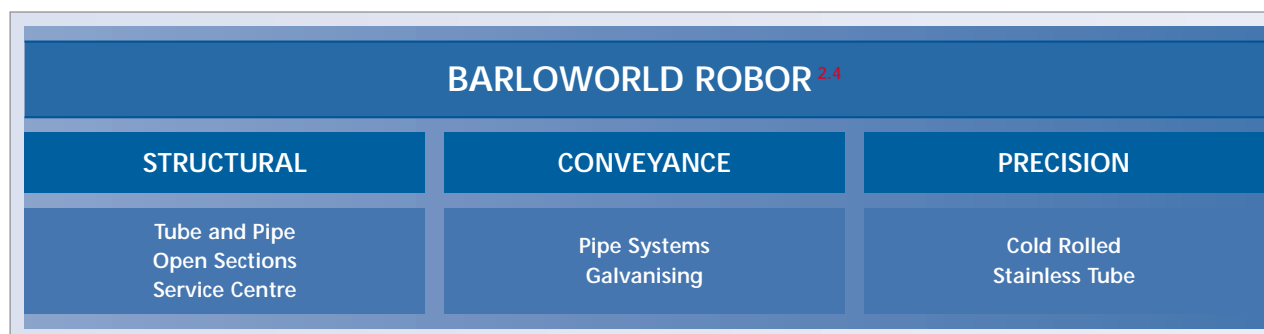 BARLOWORLD ROBOR 2.4
STRUCTURAL
CONVEYANCE
PRECISION
Tube and Pipe
Open Sections
Service Centre
Pipe Systems
Galvanising
Cold Rolled
Stainless Tube